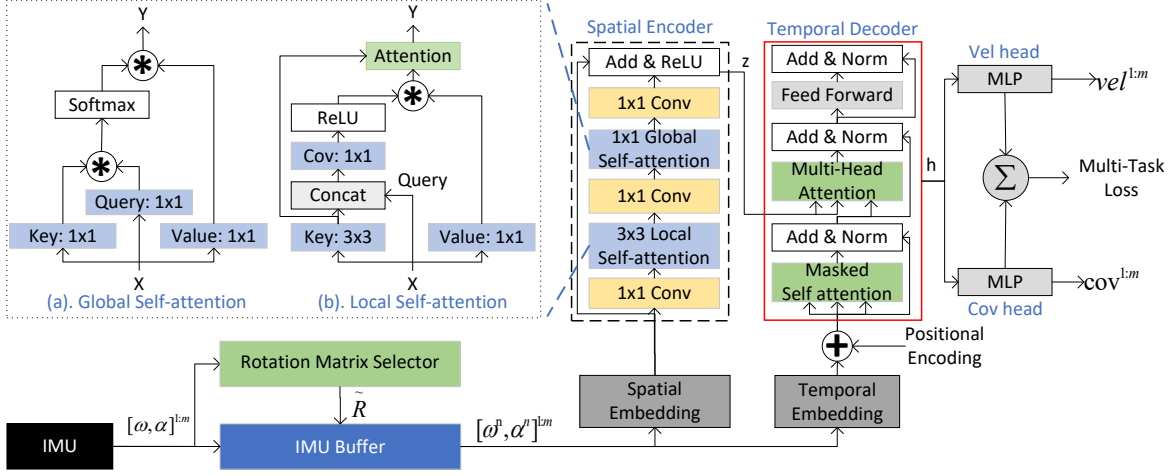 Y
Softmax
*
*
Query: 1x1
Key: 1x1
Value: 1x1
X
(a). Global Self-attention
Y
Attention
*
ReLU
Cov: 1x1
Query
Concat
Key: 3x3
Value: 1x1
X
(b). Local Self-attention
Spatial Encoder
Add & ReLU
z
1x1 Conv
1x1 Global
Self-attention
1x1 Conv
3x3 Local
Self-attention
1x1 Conv
Temporal Decoder
Add & Norm
Feed Forward
Add & Norm
Multi-Head
Attention
Add & Norm
Masked
Self attention
h
Vel head
MLP
vel^{1:m}
Σ
Multi-Task
Loss
MLP
cov^{1:m}
Cov head
+
Positional
Encoding
Spatial
Embedding
Temporal
Embedding
Rotation Matrix Selector
R̃
IMU
[ω,α]^{1:m}
IMU Buffer
[ω^n,α^n]^{1:m}